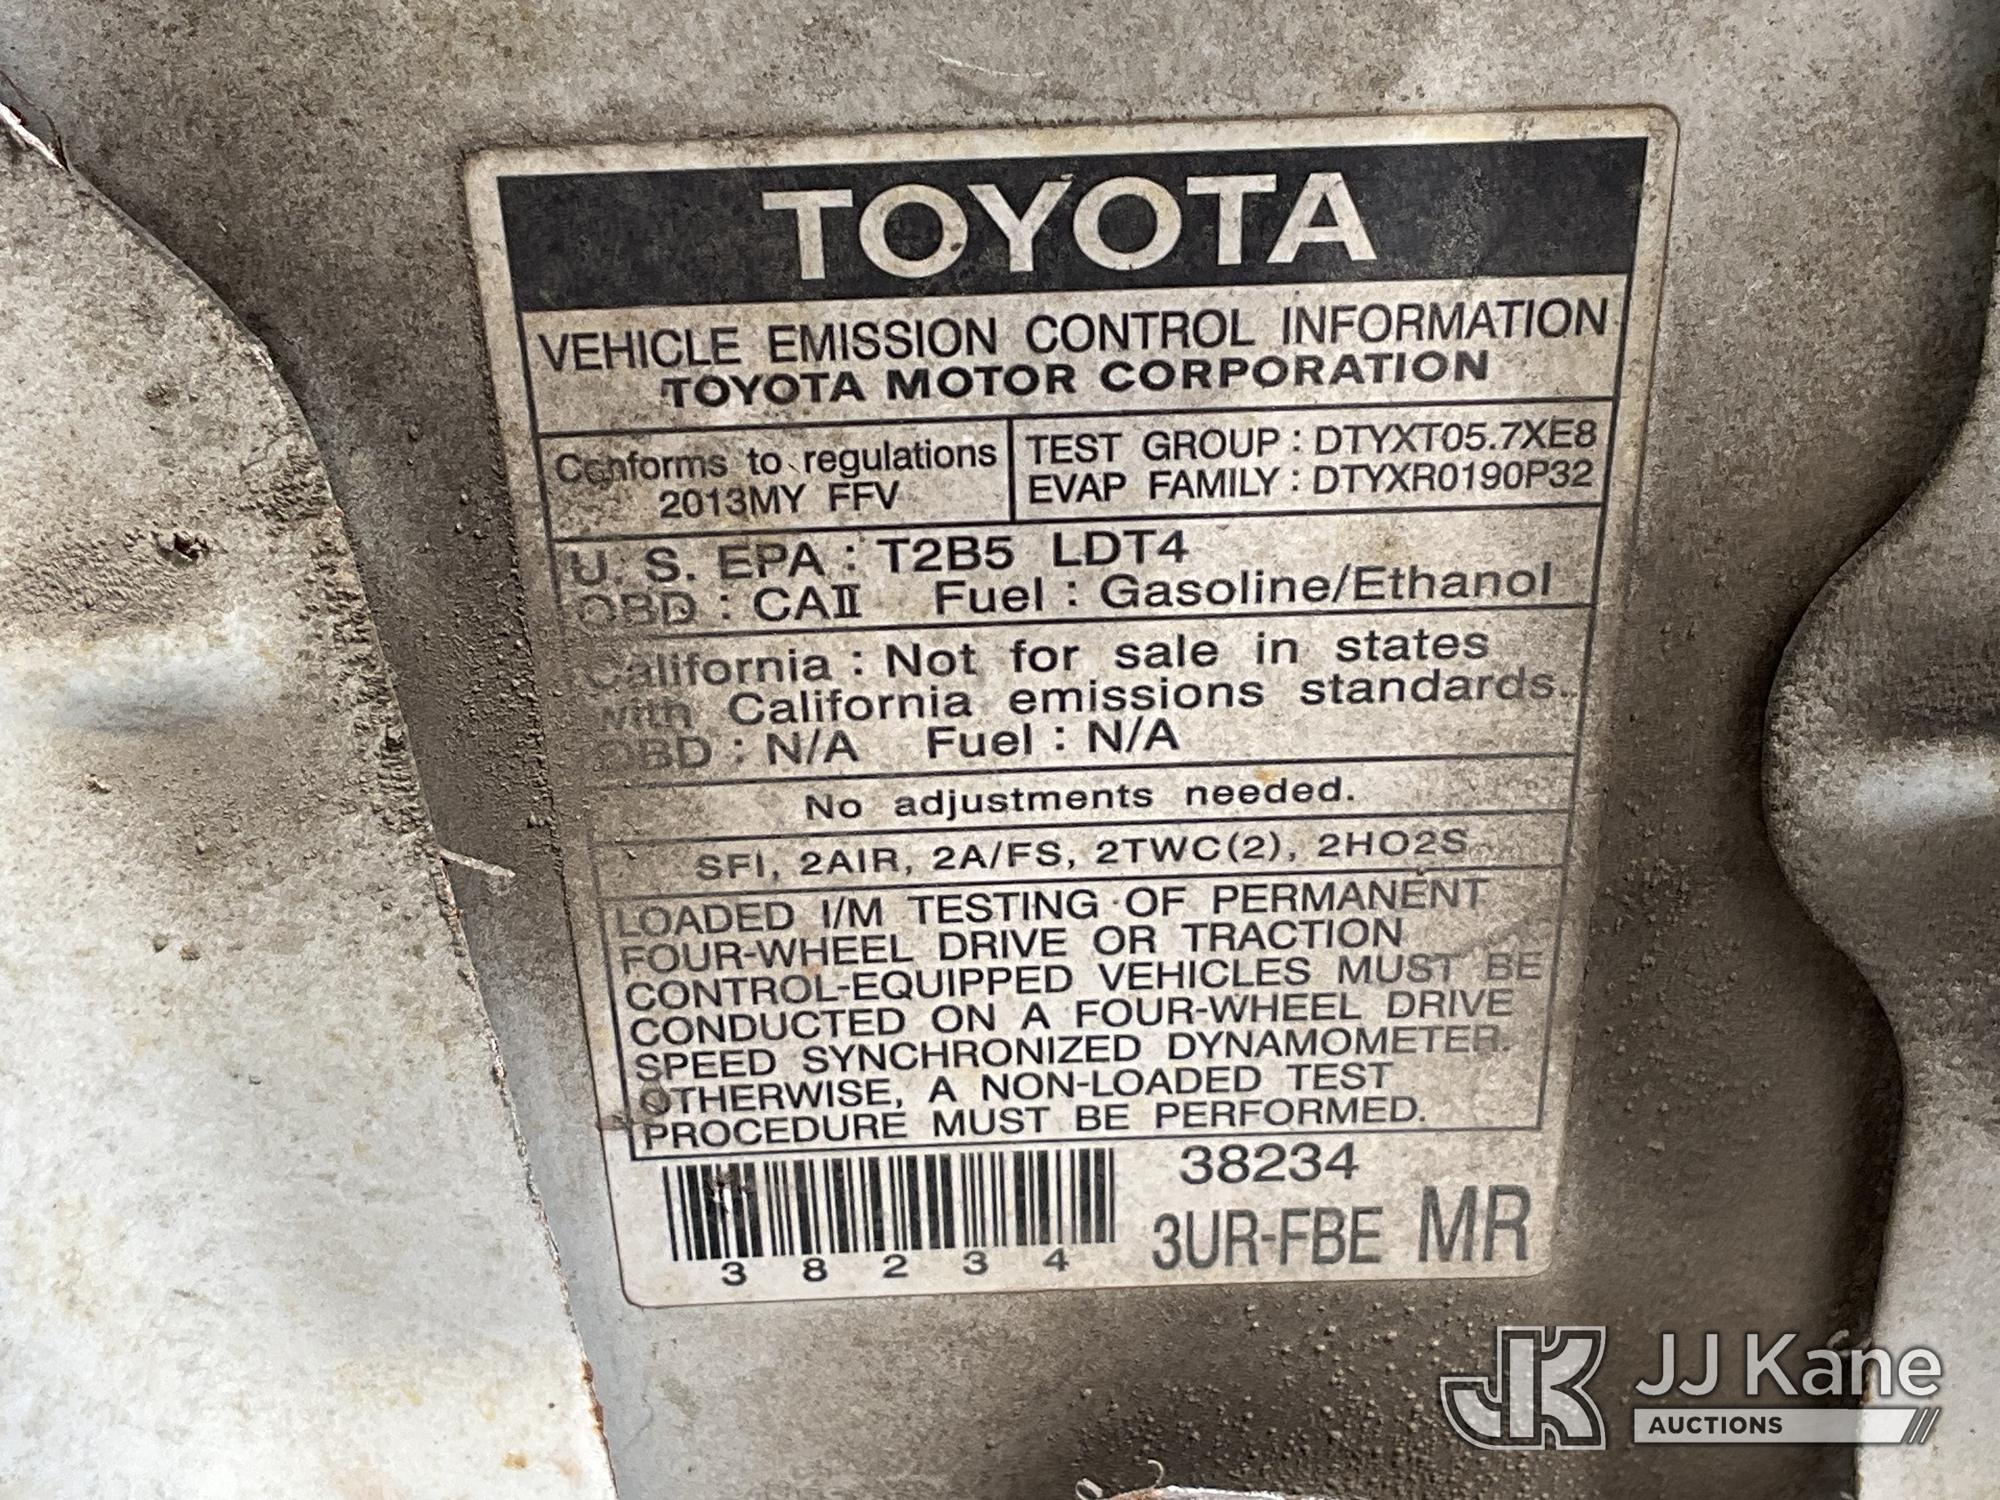 TOYOTA
VEHICLE EMISSION CONTROL INFORMATION
TOYOTA MOTOR CORPORATION
Conforms to regulations
2013MY FFV
TEST GROUP : DTYXT05.7XE8
EVAP FAMILY : DTYXR0190P32
U. S. EPA : T2B5 LDT4
OBD : CAII Fuel : Gasoline/Ethanol
California : Not for sale in states
with California emissions standards.
OBD : N/A Fuel : N/A
No adjustments needed.
SFI, 2AIR, 2A/FS, 2TWC(2), 2HO2S
LOADED I/M TESTING OF PERMANENT
FOUR-WHEEL DRIVE OR TRACTION
CONTROL-EQUIPPED VEHICLES MUST BE
CONDUCTED ON A FOUR-WHEEL DRIVE
SPEED SYNCHRONIZED DYNAMOMETER.
OTHERWISE, A NON-LOADED TEST
PROCEDURE MUST BE PERFORMED.
38234
3 8 2 3 4
3UR-FBE MR
JK JJ Kane
AUCTIONS